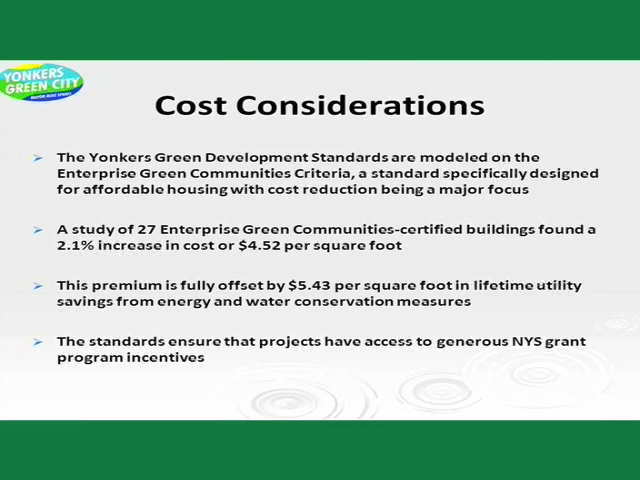 YONKERS
GREEN CITY
MAYOR MIKE SPANO
Cost Considerations
The Yonkers Green Development Standards are modeled on the
Enterprise Green Communities Criteria, a standard specifically designed
for affordable housing with cost reduction being a major focus
A study of 27 Enterprise Green Communities-certified buildings found a
2.1% increase in cost or $4.52 per square foot
This premium is fully offset by $5.43 per square foot in lifetime utility
savings from energy and water conservation measures
The standards ensure that projects have access to generous NYS grant
program incentives